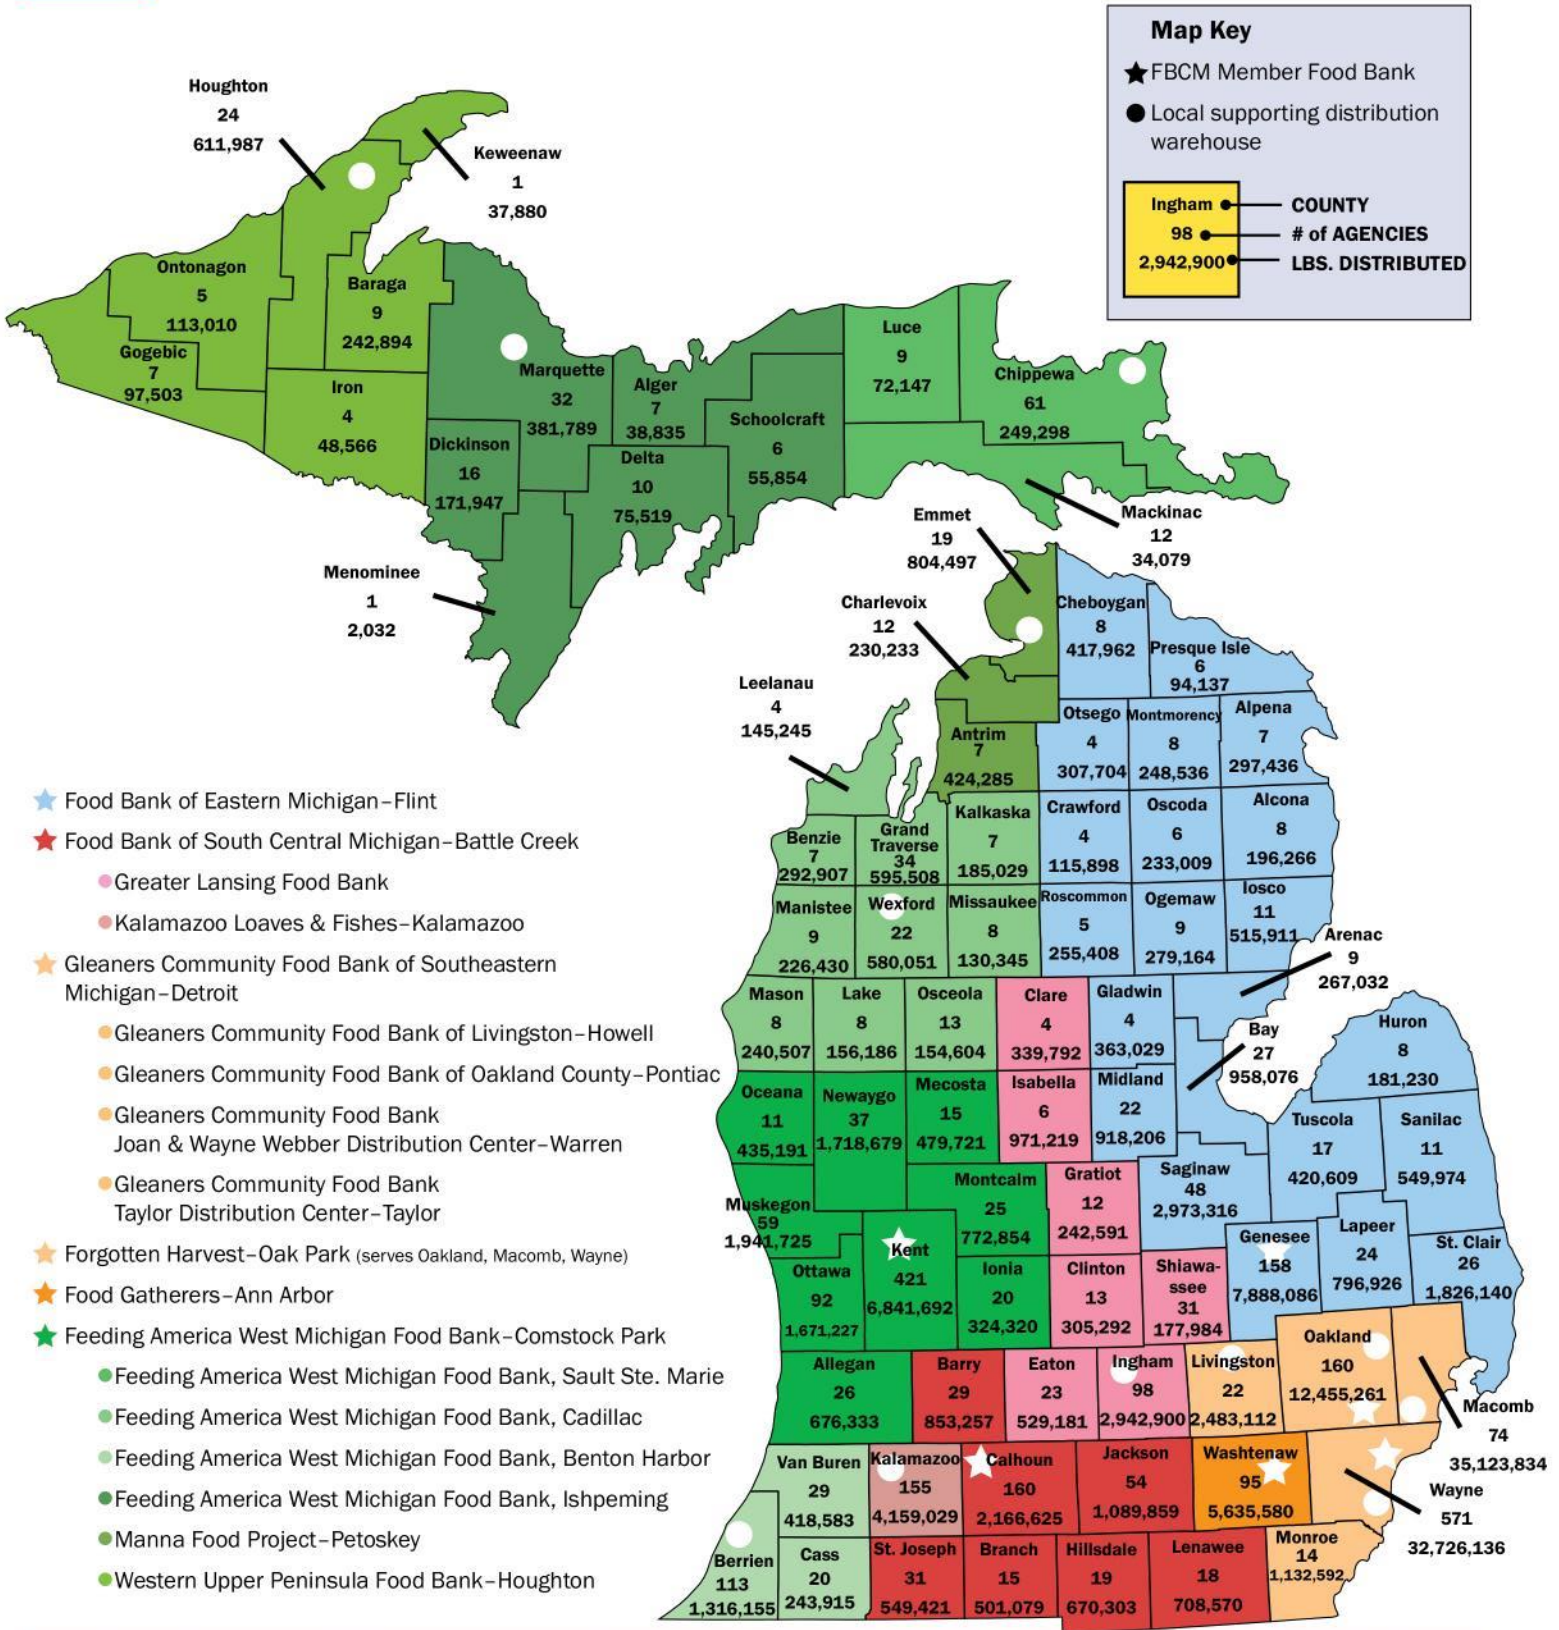 Map Key
FBCM Member Food Bank
Local supporting distribution
warehouse
Ingham
98
2,942,900
COUNTY
# of AGENCIES
LBS. DISTRIBUTED
Houghton
24
611,987
Keweenaw
1
37,880
Ontonagon
5
113,010
Gogebic
7
97,503
Baraga
9
242,894
Iron
4
48,566
Marquette
32
381,789
Dickinson
16
171,947
Menominee
1
2,032
Alger
7
38,835
Delta
10
75,519
Schoolcraft
6
55,854
Luce
9
72,147
Chippewa
61
249,298
Mackinac
12
34,079
Emmet
19
804,497
Charlevoix
12
230,233
Cheboygan
8
417,962
Presque Isle
6
94,137
Leelanau
4
145,245
Antrim
7
424,285
Otsego
4
307,704
Montmorency
8
248,536
Alpena
7
297,436
Benzie
7
292,907
Grand
Traverse
34
595,508
Kalkaska
7
185,029
Crawford
4
115,898
Oscoda
6
233,009
Alcona
8
196,266
Manistee
9
226,430
Wexford
22
580,051
Missaukee
8
130,345
Roscommon
5
255,408
Ogemaw
9
279,164
Iosco
11
515,911
Arenac
9
267,032
Mason
8
240,507
Lake
8
156,186
Osceola
13
154,604
Clare
4
339,792
Gladwin
4
363,029
Bay
27
958,076
Huron
8
181,230
Oceana
11
435,191
Newaygo
37
1,718,679
Mecosta
15
479,721
Isabella
6
971,219
Midland
22
918,206
Tuscola
17
420,609
Sanilac
11
549,974
Muskegon
59
1,941,725
Montcalm
25
772,854
Gratiot
12
242,591
Saginaw
48
2,973,316
Kent
421
6,841,692
Ottawa
92
1,671,227
Ionia
20
324,320
Clinton
13
305,292
Shiawa-
ssee
31
177,984
Genesee
158
7,888,086
Lapeer
24
796,926
St. Clair
26
1,826,140
Allegan
26
676,333
Barry
29
853,257
Eaton
23
529,181
Ingham
98
2,942,900
Livingston
22
2,483,112
Oakland
160
12,455,261
Macomb
74
35,123,834
Van Buren
29
418,583
Kalamazoo
155
4,159,029
Calhoun
160
2,166,625
Jackson
54
1,089,859
Washtenaw
95
5,635,580
Wayne
571
32,726,136
Berrien
113
1,316,155
Cass
20
243,915
St. Joseph
31
549,421
Branch
15
501,079
Hillsdale
19
670,303
Lenawee
18
708,570
Monroe
14
1,132,592
Food Bank of Eastern Michigan–Flint
Food Bank of South Central Michigan–Battle Creek
Greater Lansing Food Bank
Kalamazoo Loaves & Fishes–Kalamazoo
Gleaners Community Food Bank of Southeastern
Michigan–Detroit
Gleaners Community Food Bank of Livingston–Howell
Gleaners Community Food Bank of Oakland County–Pontiac
Gleaners Community Food Bank
Joan & Wayne Webber Distribution Center–Warren
Gleaners Community Food Bank
Taylor Distribution Center–Taylor
Forgotten Harvest–Oak Park (serves Oakland, Macomb, Wayne)
Food Gatherers–Ann Arbor
Feeding America West Michigan Food Bank–Comstock Park
Feeding America West Michigan Food Bank, Sault Ste. Marie
Feeding America West Michigan Food Bank, Cadillac
Feeding America West Michigan Food Bank, Benton Harbor
Feeding America West Michigan Food Bank, Ishpeming
Manna Food Project–Petoskey
Western Upper Peninsula Food Bank–Houghton